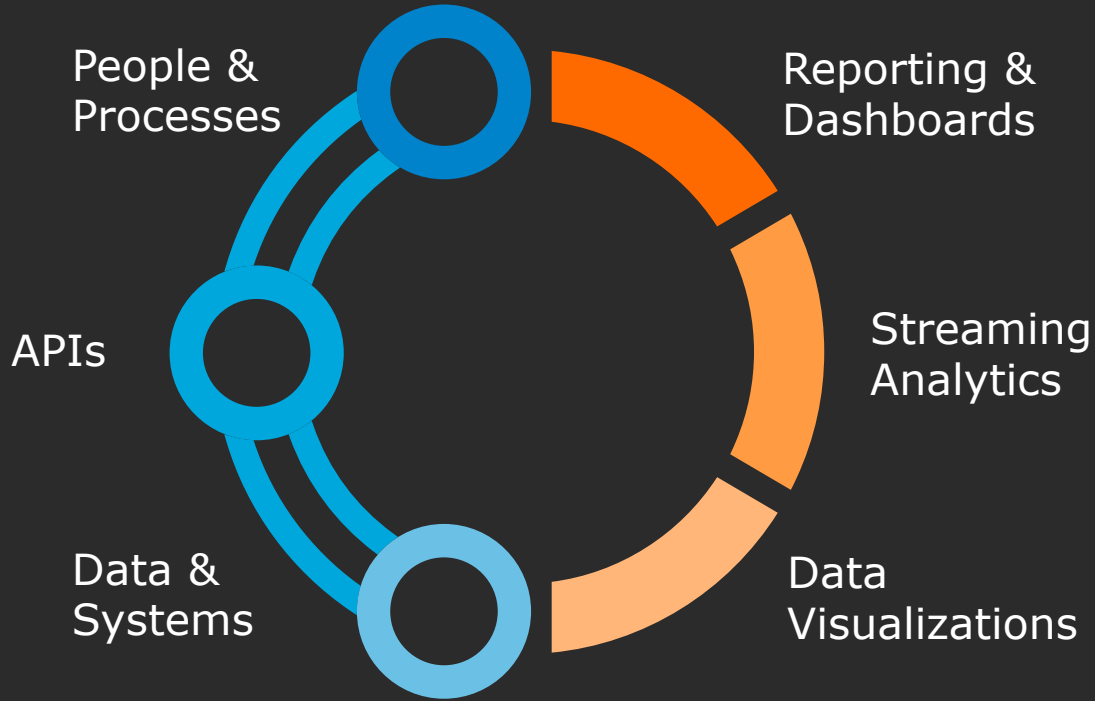 People &
Processes
APIs
Data &
Systems
Reporting &
Dashboards
Streaming
Analytics
Data
Visualizations